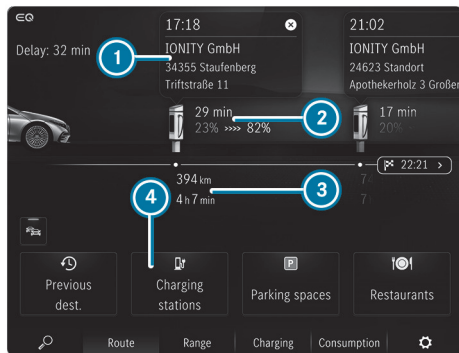 EQ
Delay: 32 min
17:18
IONITY GmbH
34355 Staufenberg
Triftstraße 11
21:02
IONITY GmbH
24623 Standort
Apothekerholz 3 Großer
1
29 min
23% >>>> 82%
2
17 min
20%
22:21 >
394 km
4 h 7 min
3
7
7
4
Previous
dest.
Charging
stations
P
Parking spaces
Restaurants
Route
Range
Charging
Consumption